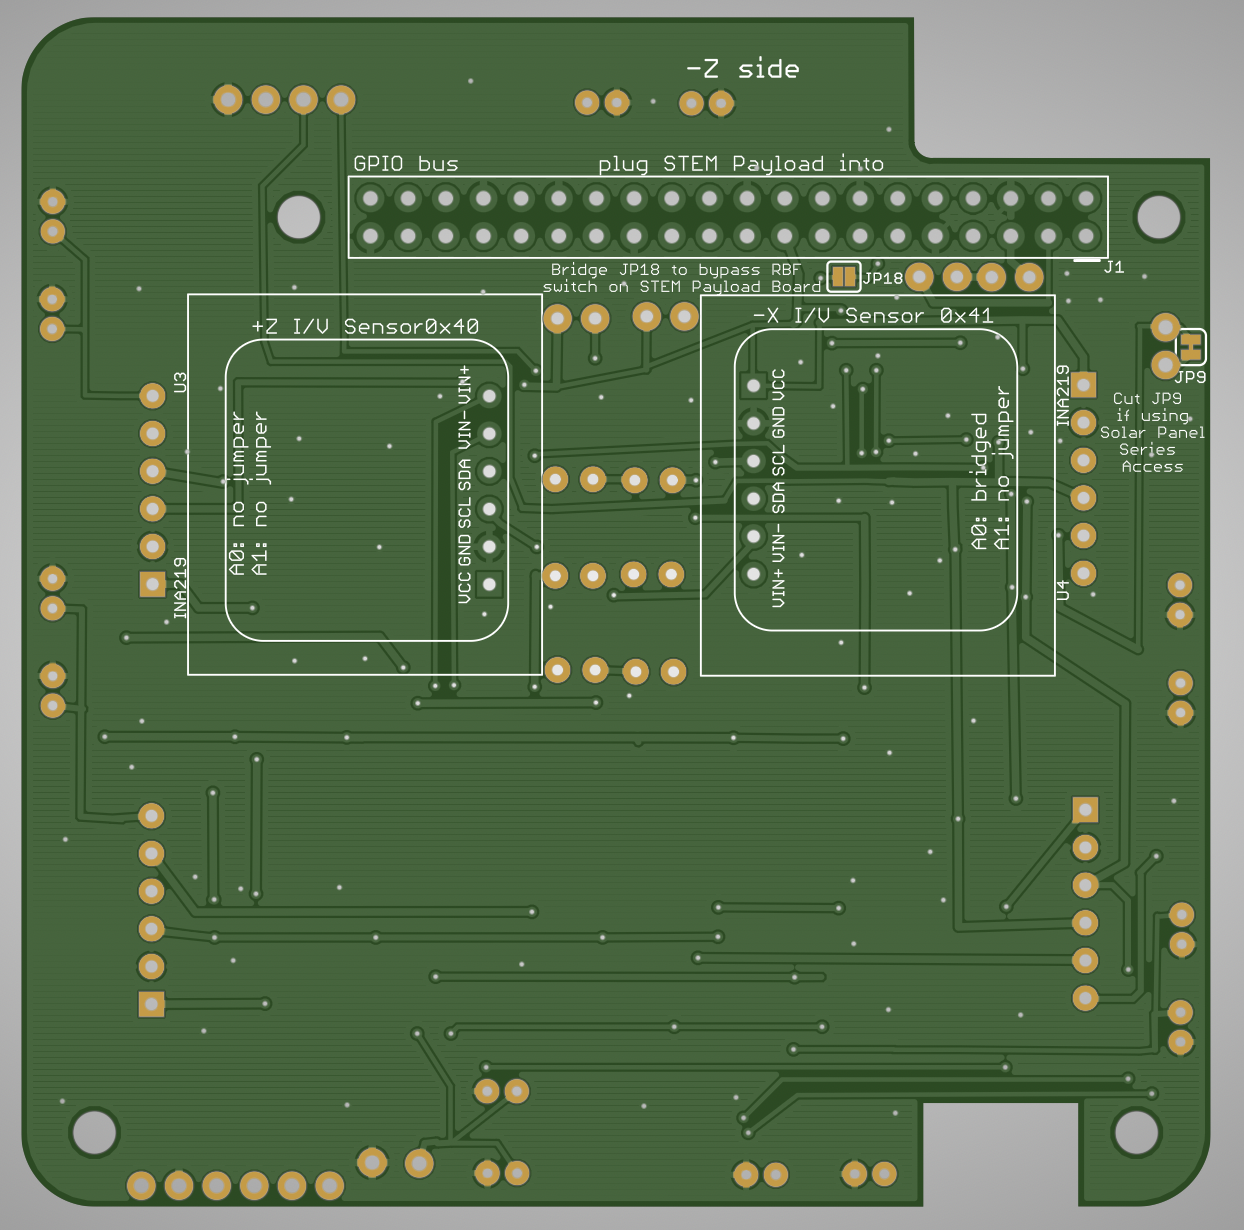 -Z side
GPIO bus
plug STEM Payload into
J1
Bridge JP18 to bypass RBF
switch on STEM Payload Board
JP18
+Z I/V Sensor0x40
-X I/V Sensor 0x41
U3
A0: no jumper
A1: no jumper
INA219
VIN+
VIN-
SDA
SCL
GND
VCC
VCC
GND
SCL
SDA
VIN-
VIN+
A0: bridged
A1: no jumper
INA219
U4
JP9
Cut JP9
if using
Solar Panel
Series
Access